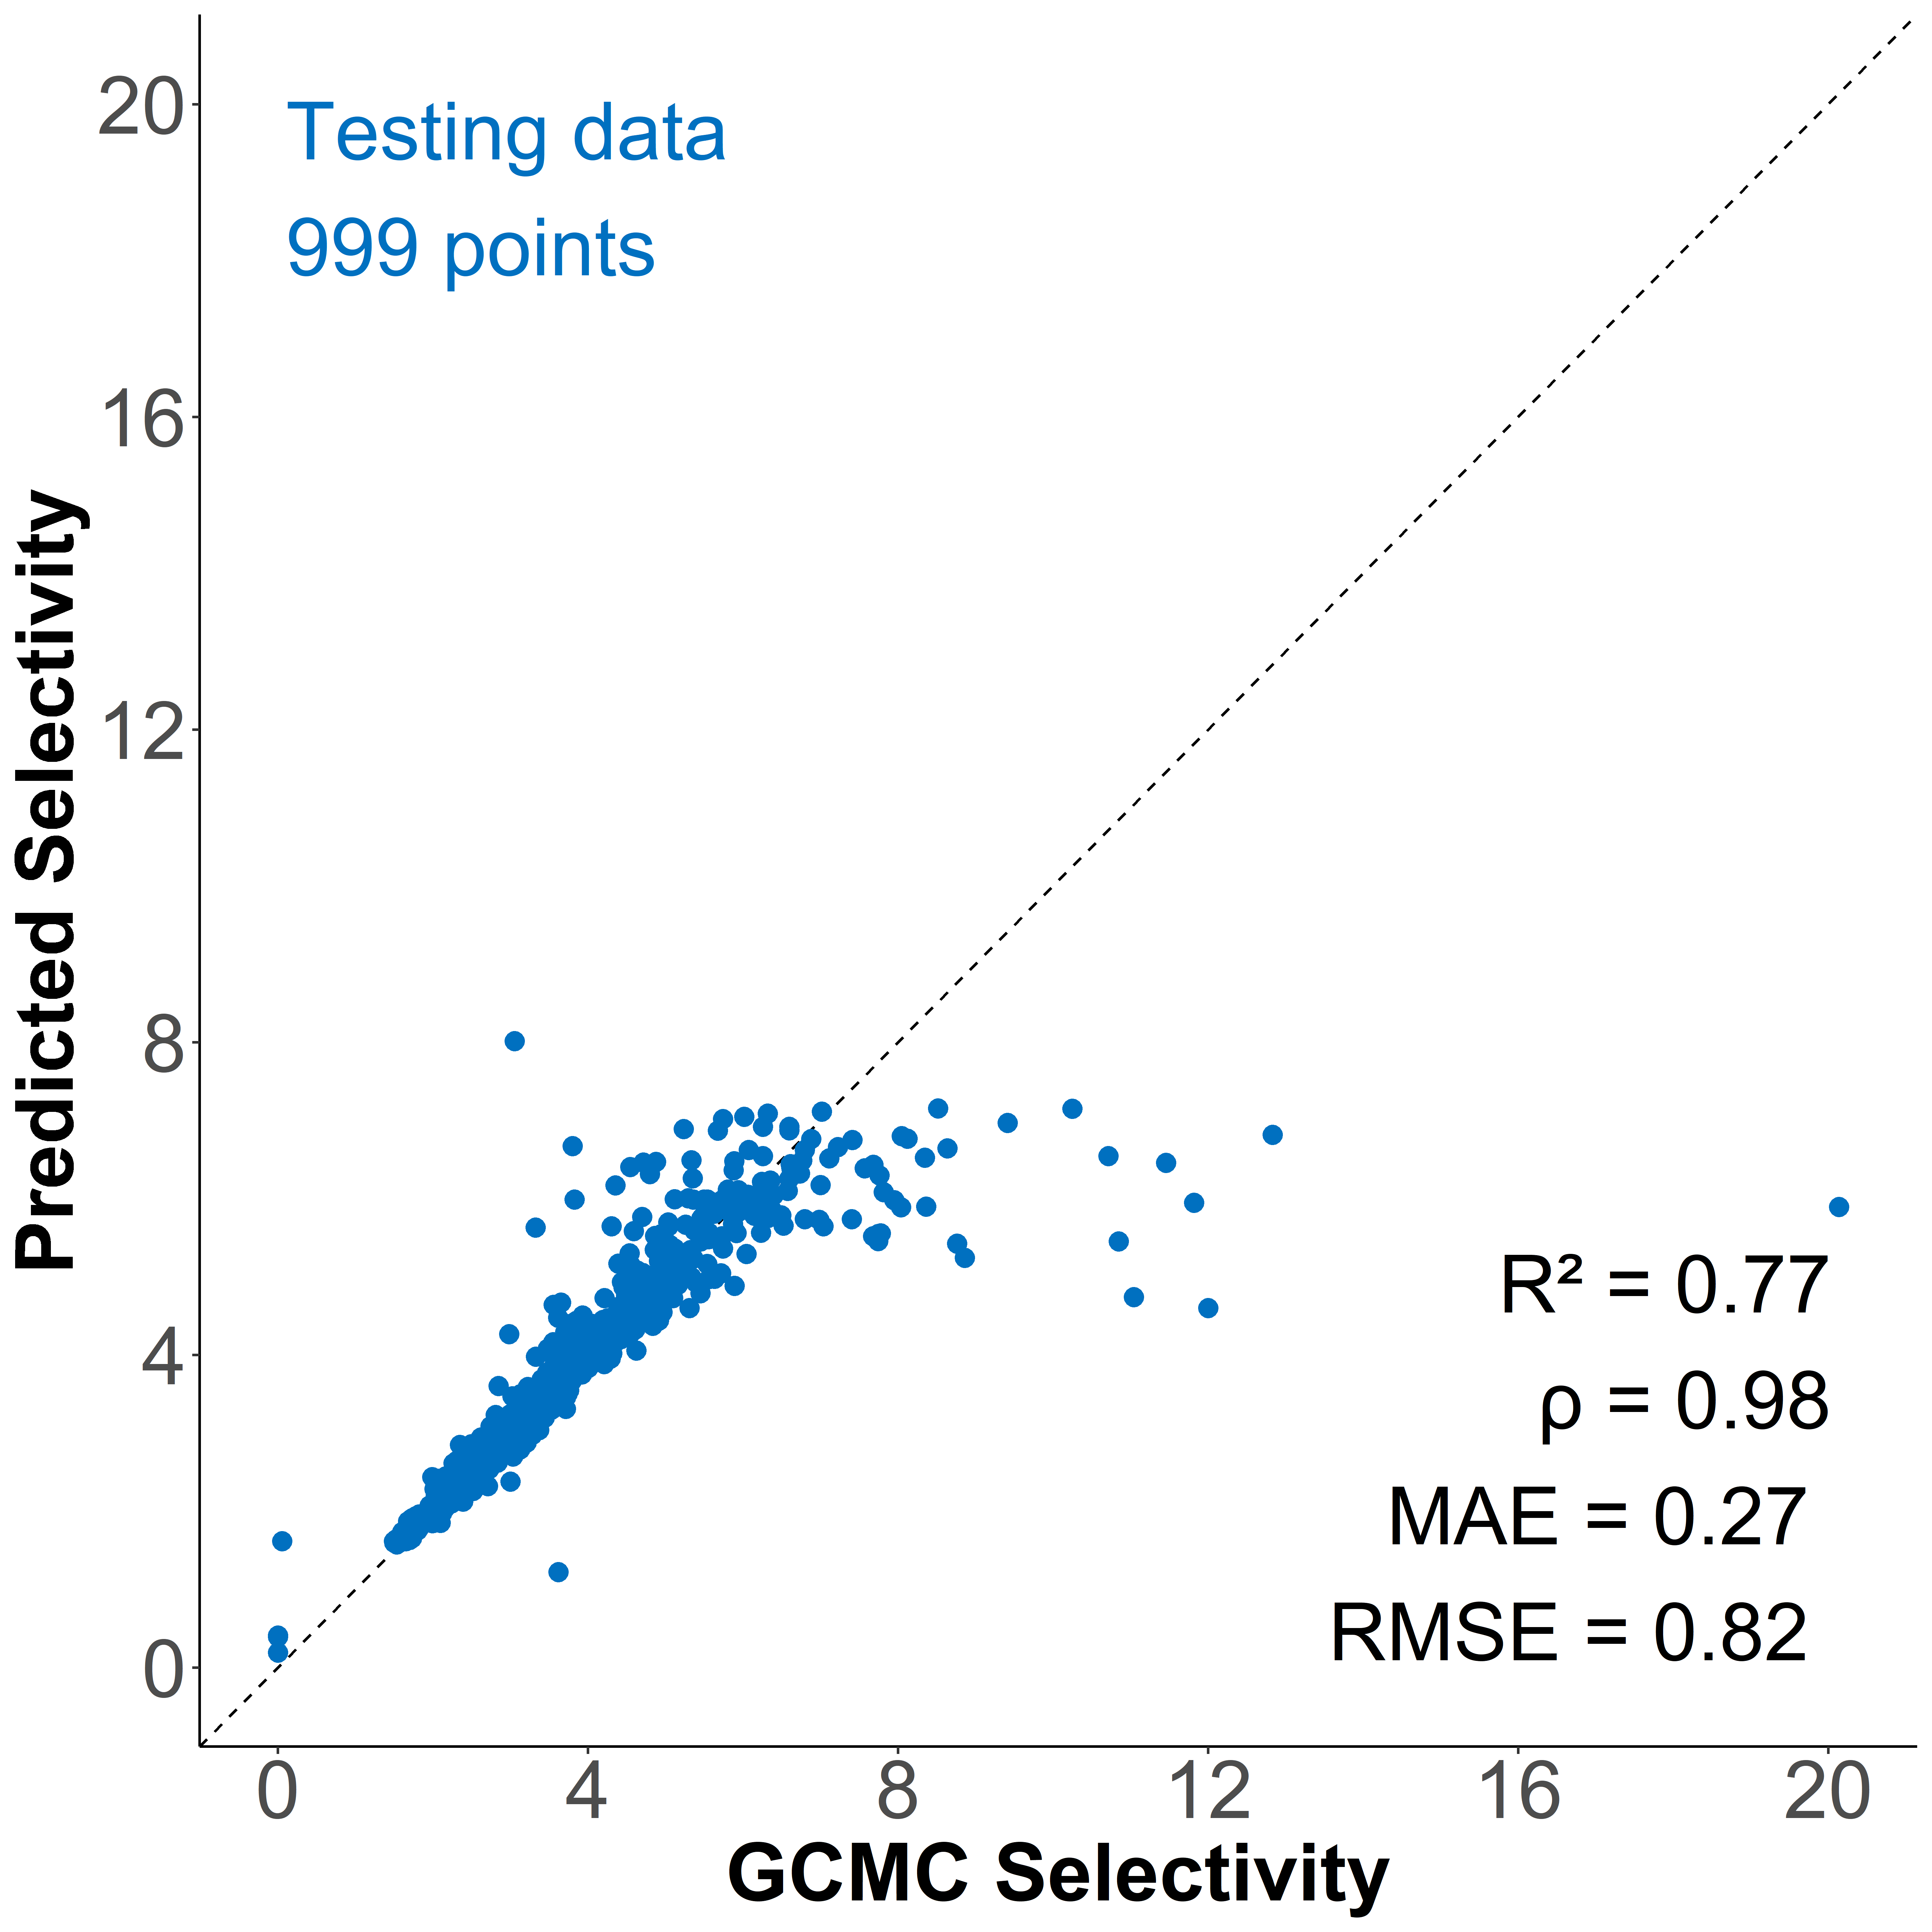 Testing data
999 points
20
16
12
8
4
0
Predicted Selectivity
R² = 0.77
ρ = 0.98
MAE = 0.27
RMSE = 0.82
0 4 8 12 16 20
GCMC Selectivity